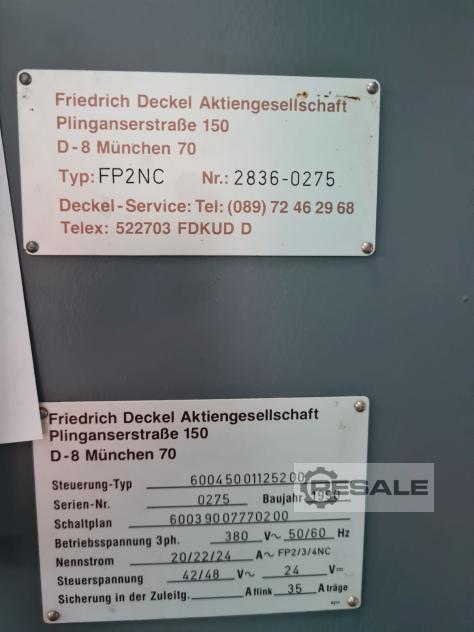 Friedrich Deckel Aktiengesellschaft
Plinganserstraße 150
D-8 München 70
Typ: FP2NC Nr.: 2836-0275
Deckel-Service: Tel: (089) 72 46 29 68
Telex: 522703 FDKUD D
Friedrich Deckel Aktiengesellschaft
Plinganserstraße 150
D-8 München 70
Steuerung-Typ 60045001125200
Serien-Nr. 0275 Baujahr 1990
Schaltplan 60039007770200
RESALE
Betriebsspannung 3ph. 380 V~ 50/60 Hz
Nennstrom 20/22/24 A~ FP2/3/4NC
Steuerspannung 42/48 V~ 24 V=
Sicherung in der Zuleitg. A flink 35 A träge